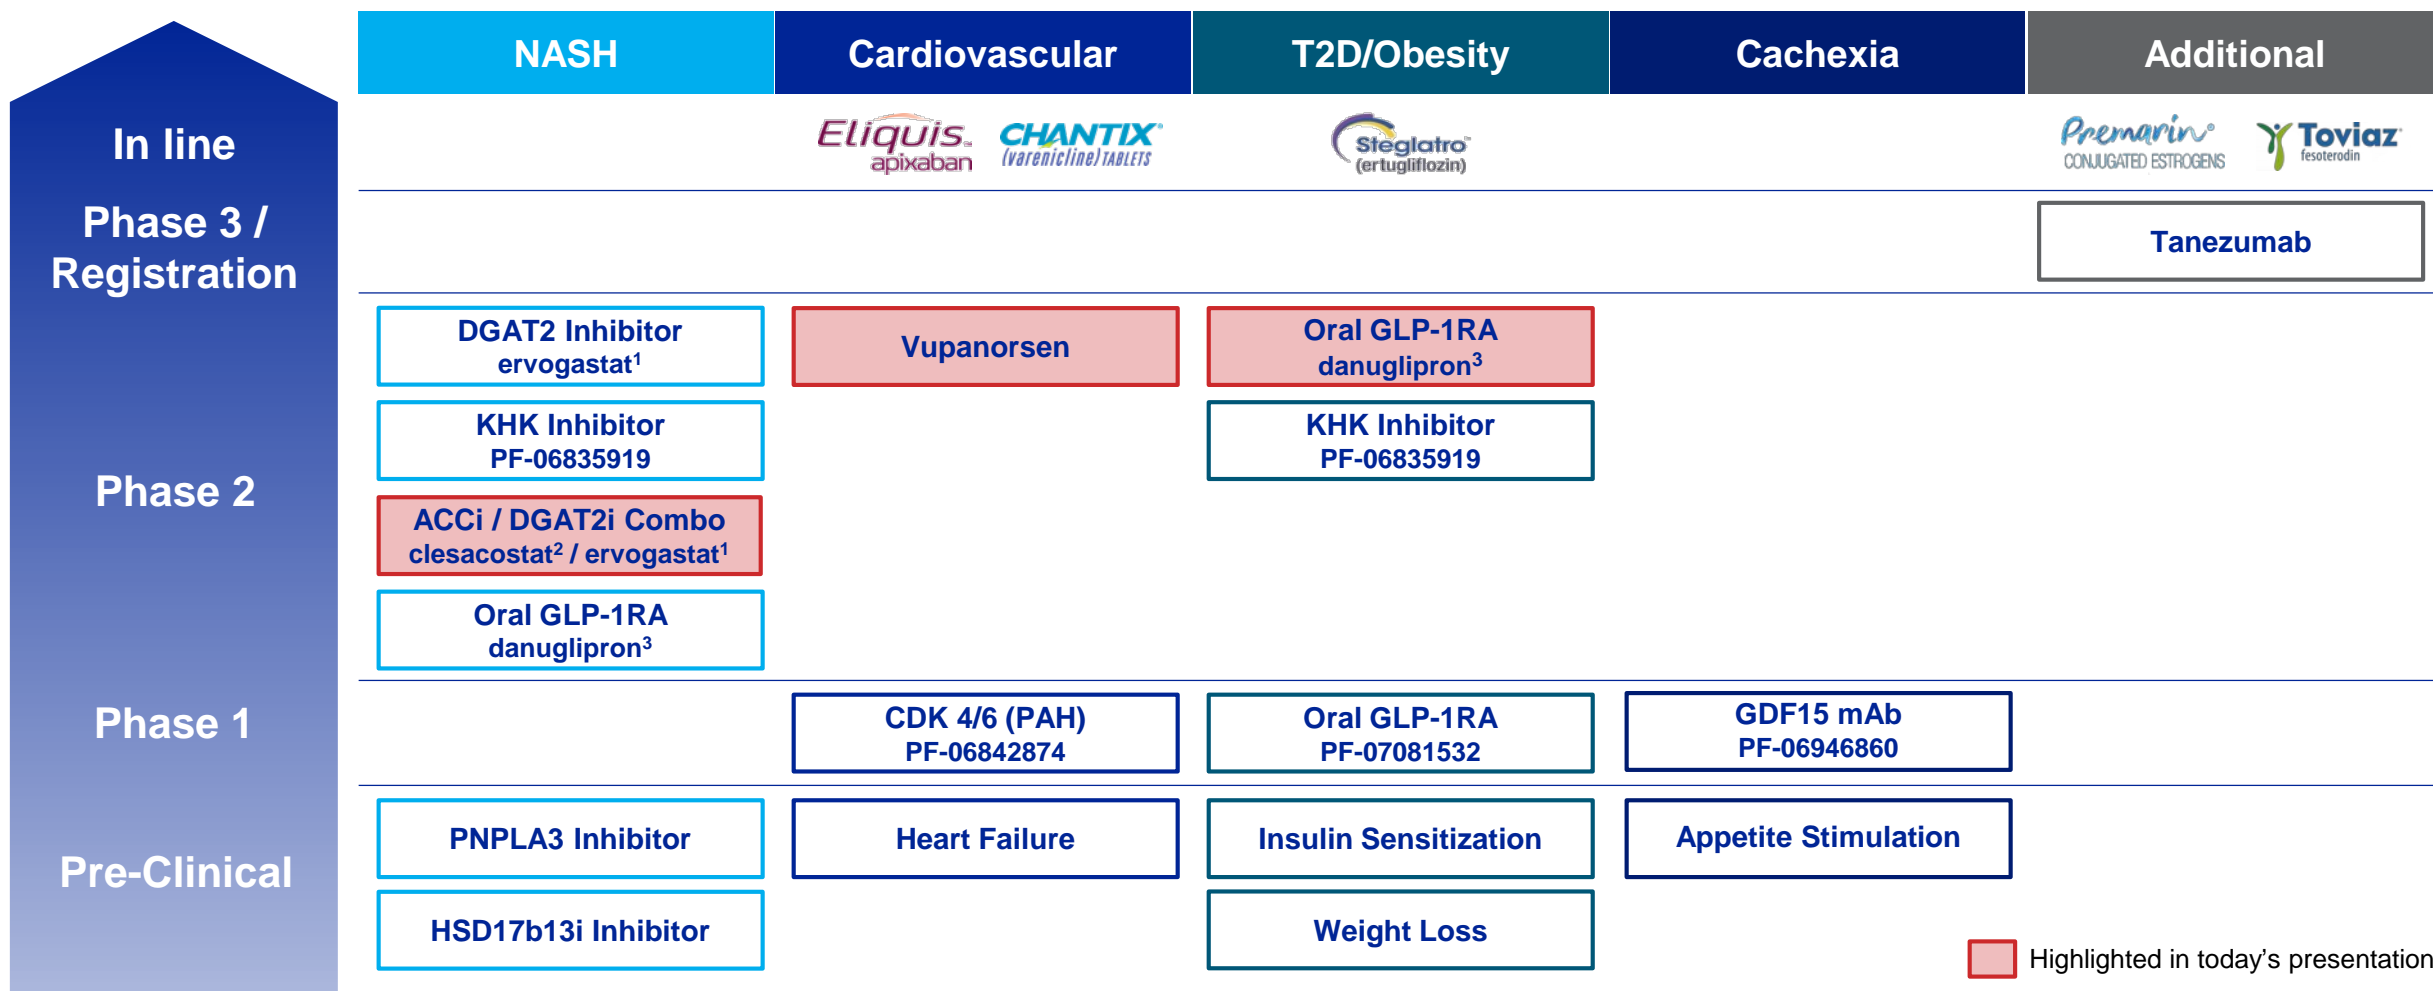 NASH
Cardiovascular
T2D/Obesity
Cachexia
Additional
In line
Eliquis™
apixaban
CHANTIX®
(varenicline) TABLETS
Steglatro™
(ertugliflozin)
Premarin®
CONJUGATED ESTROGENS
Toviaz
fesoterodin
Phase 3 /
Registration
Tanezumab
Phase 2
DGAT2 Inhibitor
ervogastat¹
Vupanorsen
Oral GLP-1RA
danuglipron³
KHK Inhibitor
PF-06835919
KHK Inhibitor
PF-06835919
ACCi / DGAT2i Combo
clesacostat² / ervogastat¹
Oral GLP-1RA
danuglipron³
Phase 1
CDK 4/6 (PAH)
PF-06842874
Oral GLP-1RA
PF-07081532
GDF15 mAb
PF-06946860
Pre-Clinical
PNPLA3 Inhibitor
Heart Failure
Insulin Sensitization
Appetite Stimulation
HSD17b13i Inhibitor
Weight Loss
Highlighted in today's presentation